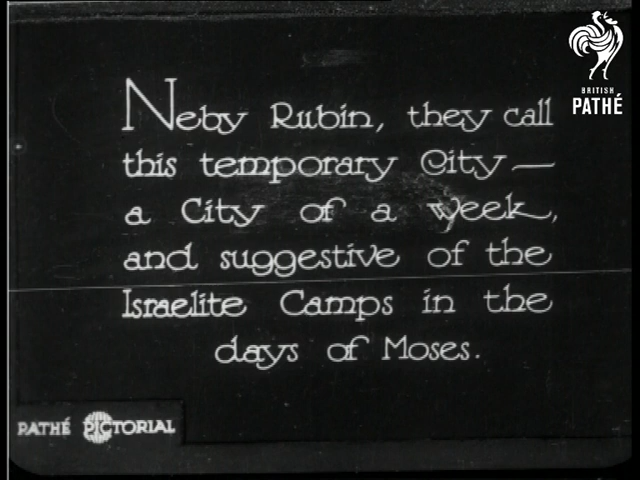 BRITISH
PATHÉ
Neby Rubin, they call
this temporary City —
a City of a week,
and suggestive of the
Israelite Camps in the
days of Moses.
PATHÉ PICTORIAL